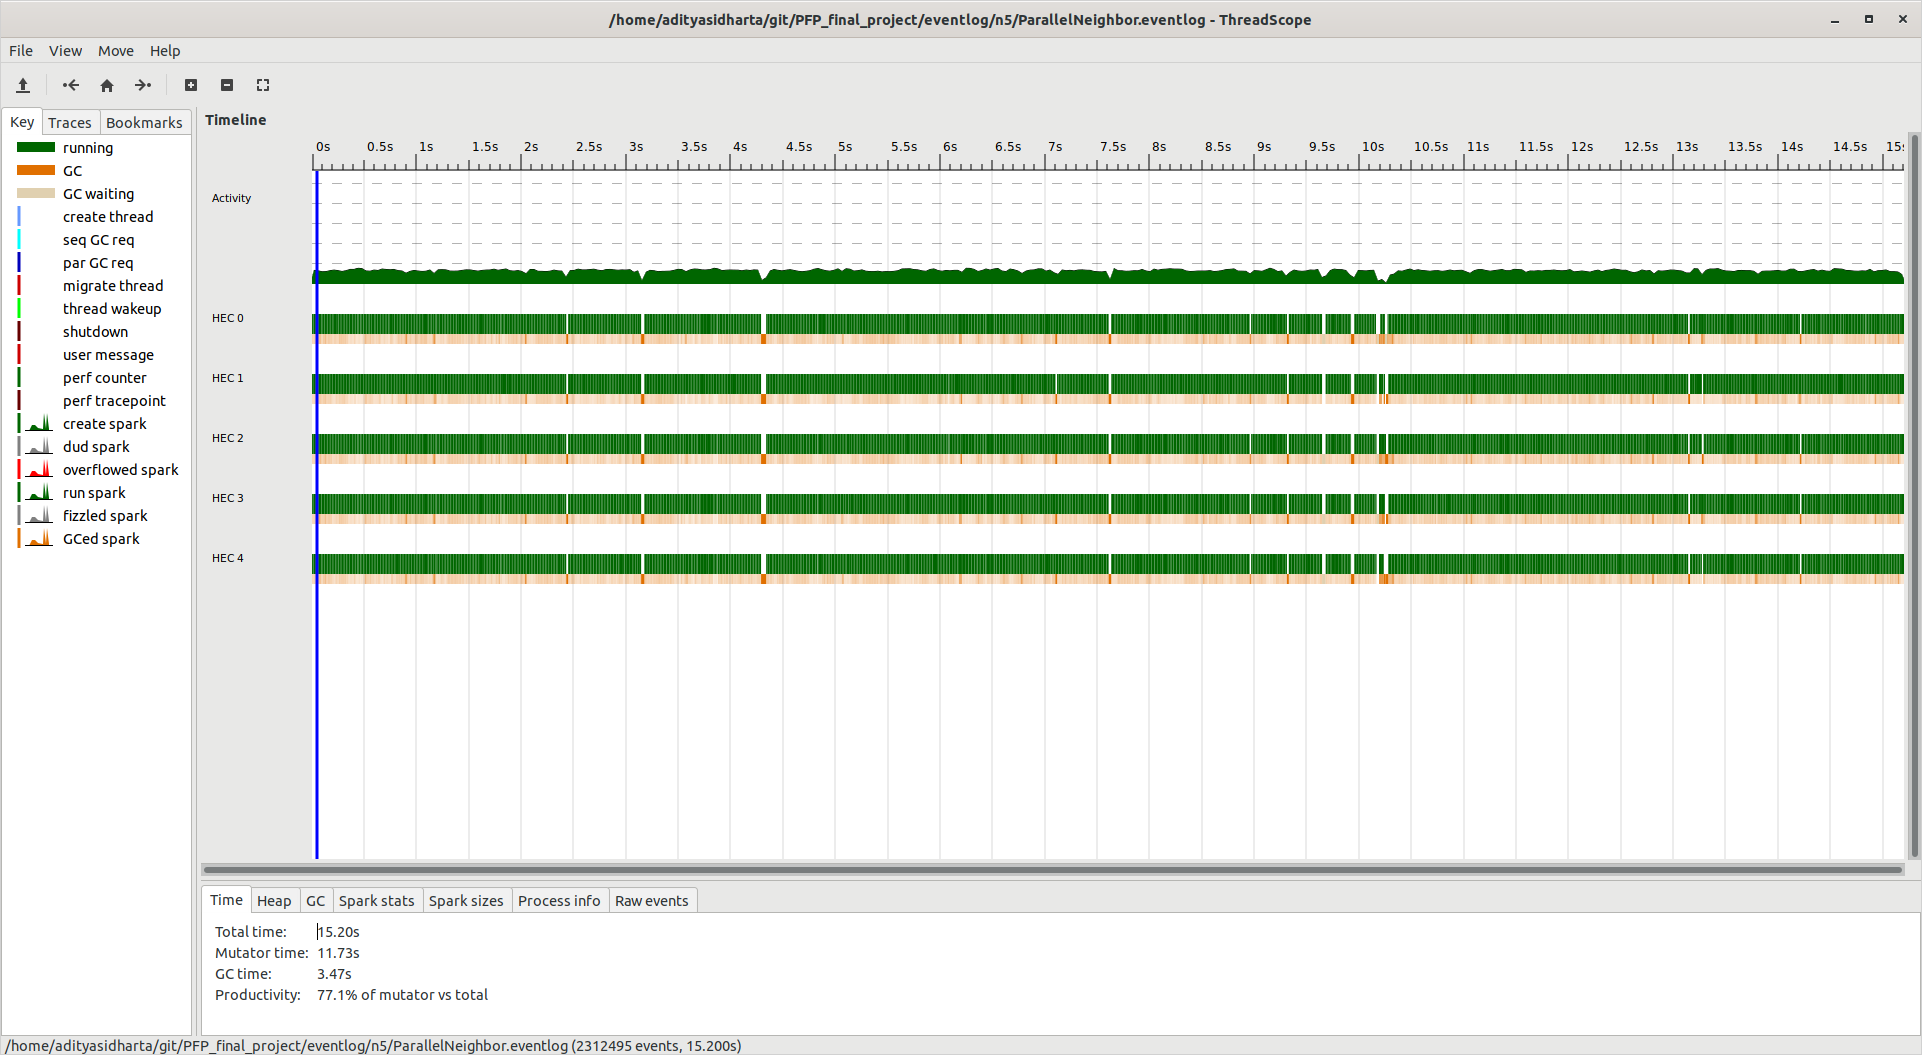 /home/adityasidharta/git/PFP_final_project/eventlog/n5/ParallelNeighbor.eventlog - ThreadScope
File View Move Help
Key Traces Bookmarks
running
GC
GC waiting
create thread
seq GC req
par GC req
migrate thread
thread wakeup
shutdown
user message
perf counter
perf tracepoint
create spark
dud spark
overflowed spark
run spark
fizzled spark
GCed spark
Timeline
0s 0.5s 1s 1.5s 2s 2.5s 3s 3.5s 4s 4.5s 5s 5.5s 6s 6.5s 7s 7.5s 8s 8.5s 9s 9.5s 10s 10.5s 11s 11.5s 12s 12.5s 13s 13.5s 14s 14.5s 15s
Activity
HEC 0
HEC 1
HEC 2
HEC 3
HEC 4
Time Heap GC Spark stats Spark sizes Process info Raw events
Total time: 15.20s
Mutator time: 11.73s
GC time: 3.47s
Productivity: 77.1% of mutator vs total
/home/adityasidharta/git/PFP_final_project/eventlog/n5/ParallelNeighbor.eventlog (2312495 events, 15.200s)